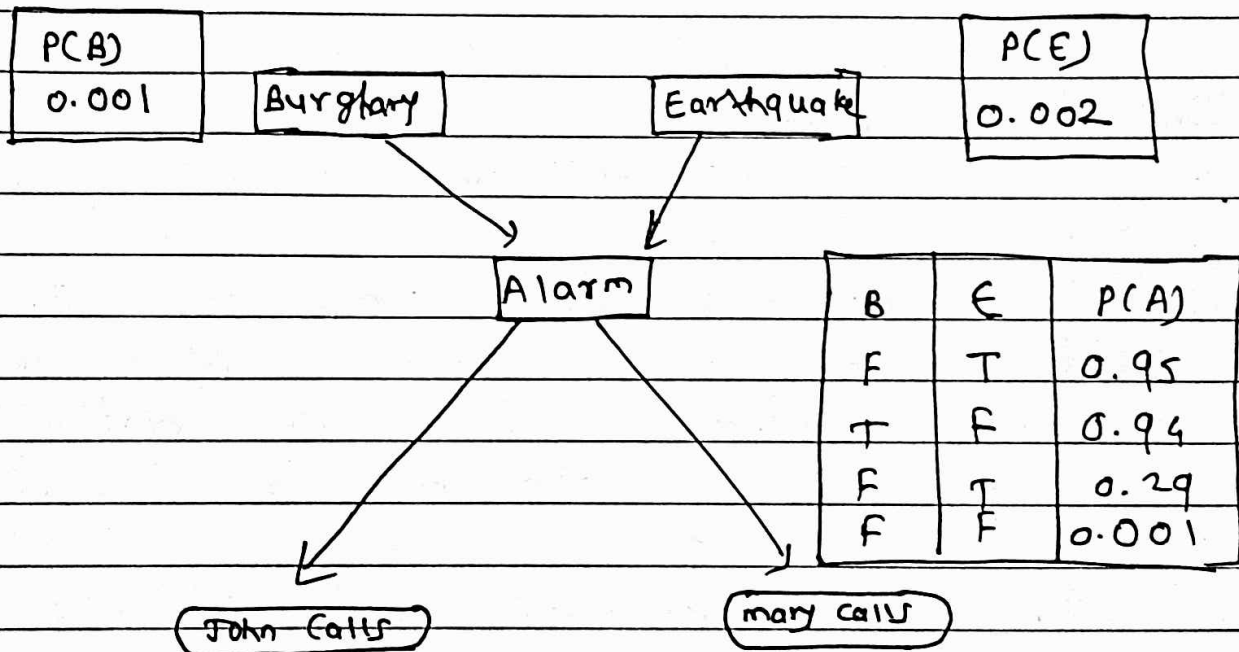 P(B)
0.001
Burglary
Earthquake
P(E)
0.002
Alarm
B E P(A)
F T 0.95
T F 0.94
F T 0.29
F F 0.001
John Calls
mary calls